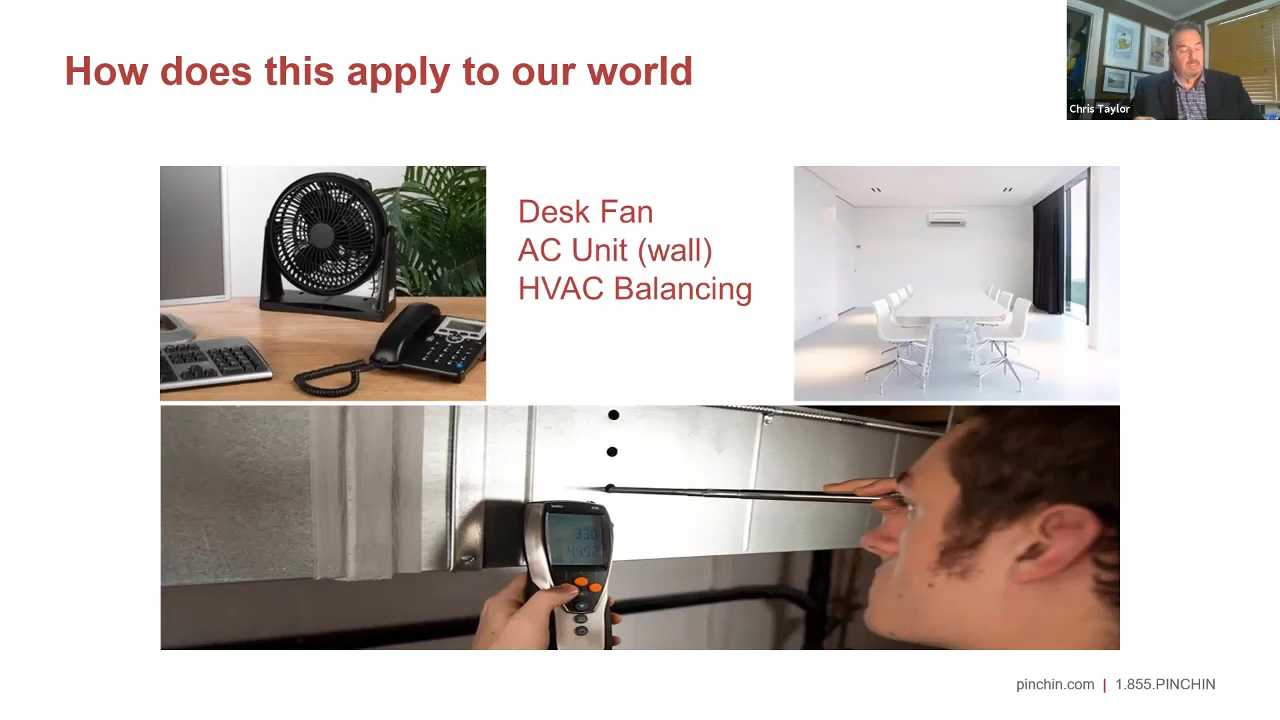 How does this apply to our world
Chris Taylor
Desk Fan
AC Unit (wall)
HVAC Balancing
330
pinchin.com | 1.855.PINCHIN